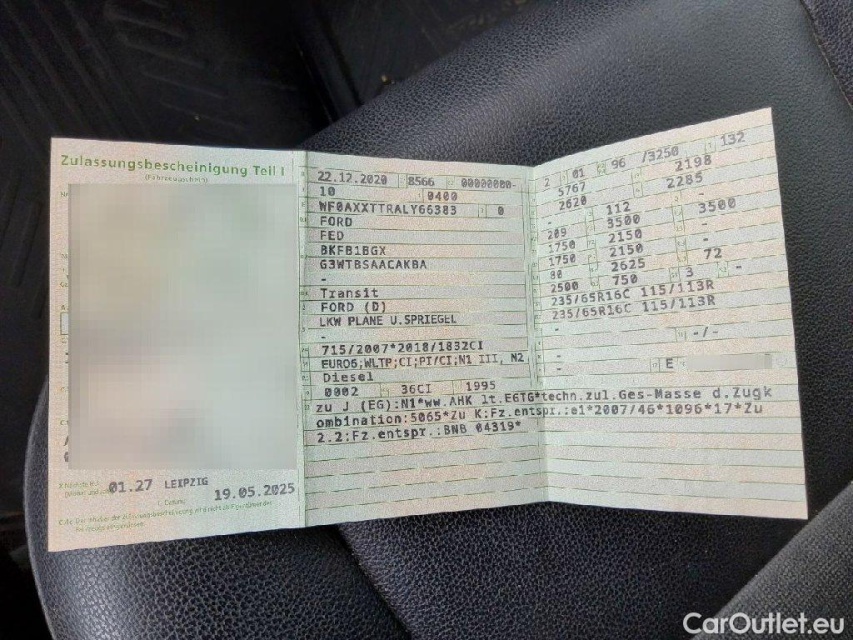 Zulassungsbescheinigung Teil I
(Fahrzeugschein)
01.27 LEIPZIG
19.05.2025
22.12.2020 8566 00000000-
10 0400
WF0AXXTTRALY66383 0
FORD
FED
BKFB1BGX
G3WTBSAACAKBA
-
Transit
FORD (D)
LKW PLANE U.SPRIEGEL
-
715/2007*2018/1832CI
EURO6;WLTP;CI;PI/CI;N1 III, N2
Diesel
0002 36CI 1995
2 01 96 /3250 132
5767 2198
2620 2285
- 112 -
209 3500 3500
1750 2150 -
1750 2150 -
80 2625 72
2500 750 3 -
235/65R16C 115/113R
235/65R16C 115/113R
- - -/-
- E
zu J (EG):N1*ww.AHK lt.EGTG*techn.zul.Ges-Masse d.Zugk
ombination:5065*Zu K:Fz.entspr.:e1*2007/46*1096*17*Zu
2.2:Fz.entspr.:BNB 04319*
CarOutlet.eu